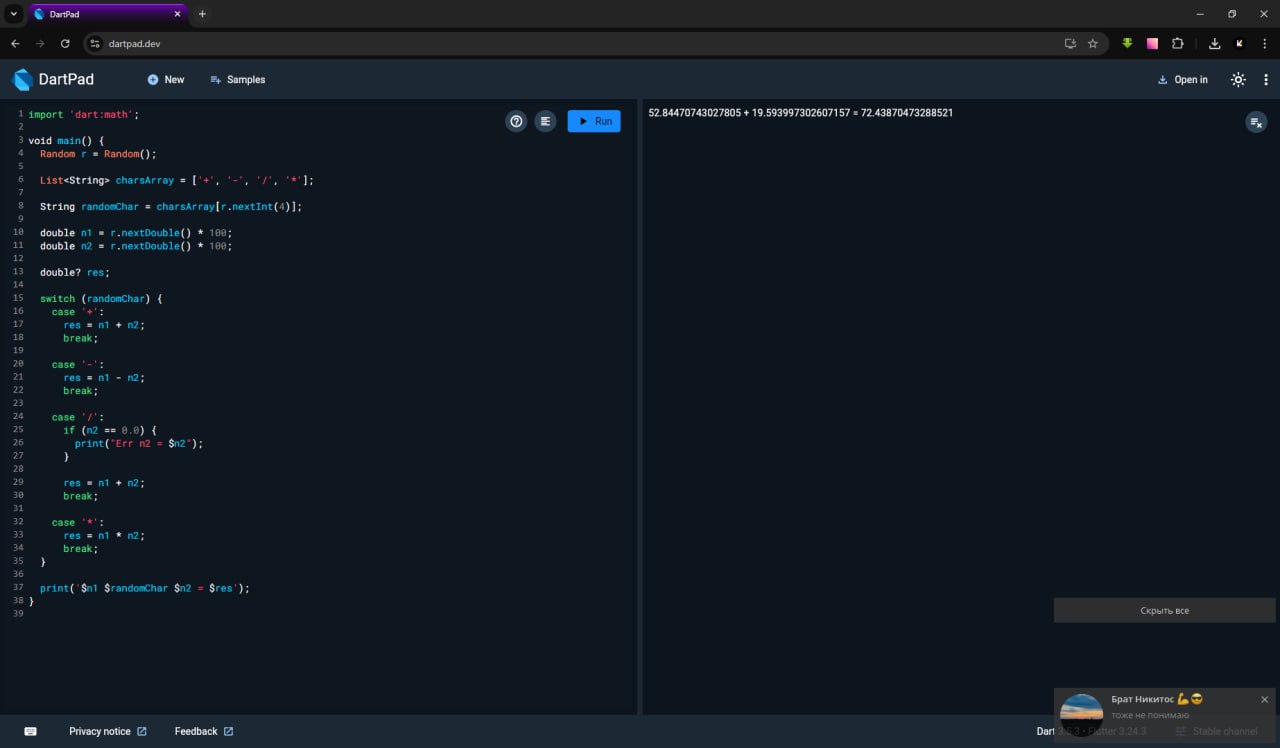 DartPad
dartpad.dev
DartPad
New
Samples
Open in
Run
1 import 'dart:math';
2
3 void main() {
4 Random r = Random();
5
6 List<String> charsArray = ['+', '-', '/', '*'];
7
8 String randomChar = charsArray[r.nextInt(4)];
9
10 double n1 = r.nextDouble() * 100;
11 double n2 = r.nextDouble() * 100;
12
13 double? res;
14
15 switch (randomChar) {
16 case '+':
17 res = n1 + n2;
18 break;
19
20 case '-':
21 res = n1 - n2;
22 break;
23
24 case '/':
25 if (n2 == 0.0) {
26 print("Err n2 = $n2");
27 }
28
29 res = n1 + n2;
30 break;
31
32 case '*':
33 res = n1 * n2;
34 break;
35 }
36
37 print('$n1 $randomChar $n2 = $res');
38 }
39
52.84470743027805 + 19.593997302607157 = 72.43870473288521
Скрыть все
Брат Никитос 💪😎
тоже не понимаю
Privacy notice
Feedback
Dart 3.5.3 • Flutter 3.24.3
Stable channel